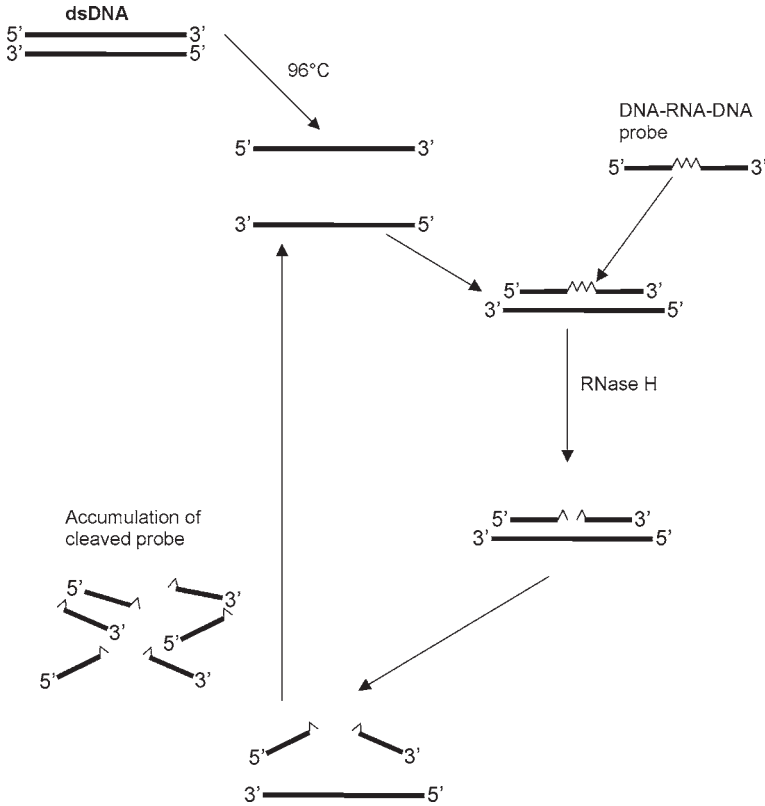 dsDNA
5’ 3’
3’ 5’
96°C
5’ 3’
DNA-RNA-DNA
probe
5’ 3’
3’ 5’
5’ 3’
3’ 5’
RNase H
5’ 3’
3’ 5’
Accumulation of
cleaved probe
5’
3’
3’
5’
5’ 3’
5’ 3’
3’ 5’